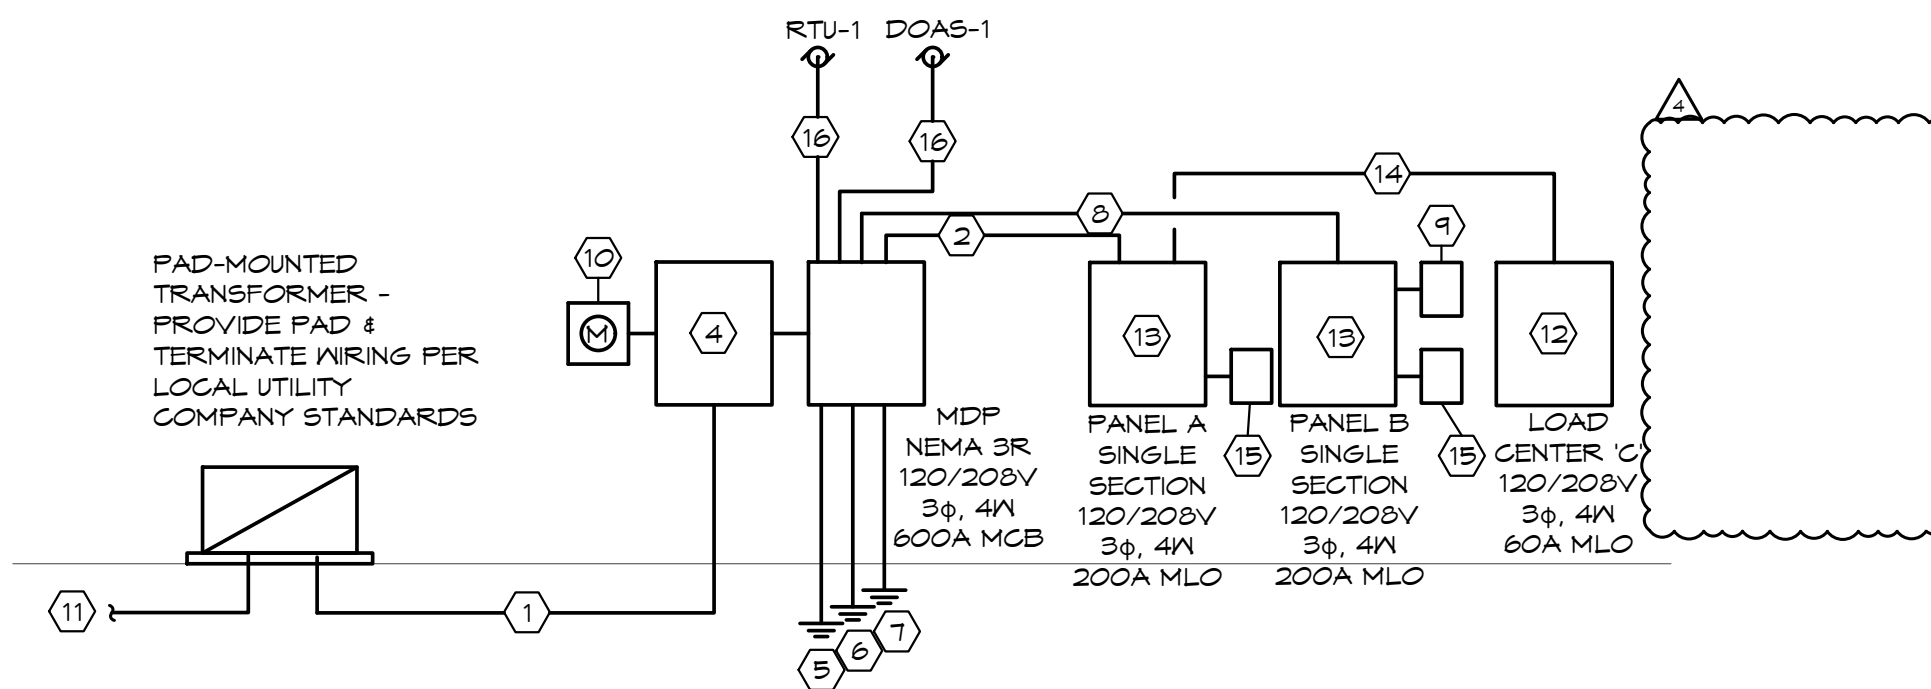 RTU-1 DOAS-1
4
16 16
14
8
9
2
10
PAD-MOUNTED
TRANSFORMER -
PROVIDE PAD &
TERMINATE WIRING PER
LOCAL UTILITY
COMPANY STANDARDS
M
4
13
13
12
MDP
NEMA 3R
120/208V
3ϕ, 4W
600A MCB
PANEL A
SINGLE
SECTION
120/208V
3ϕ, 4W
200A MLO
15
PANEL B
SINGLE
SECTION
120/208V
3ϕ, 4W
200A MLO
15
LOAD
CENTER 'C'
120/208V
3ϕ, 4W
60A MLO
11
1
7
6
5